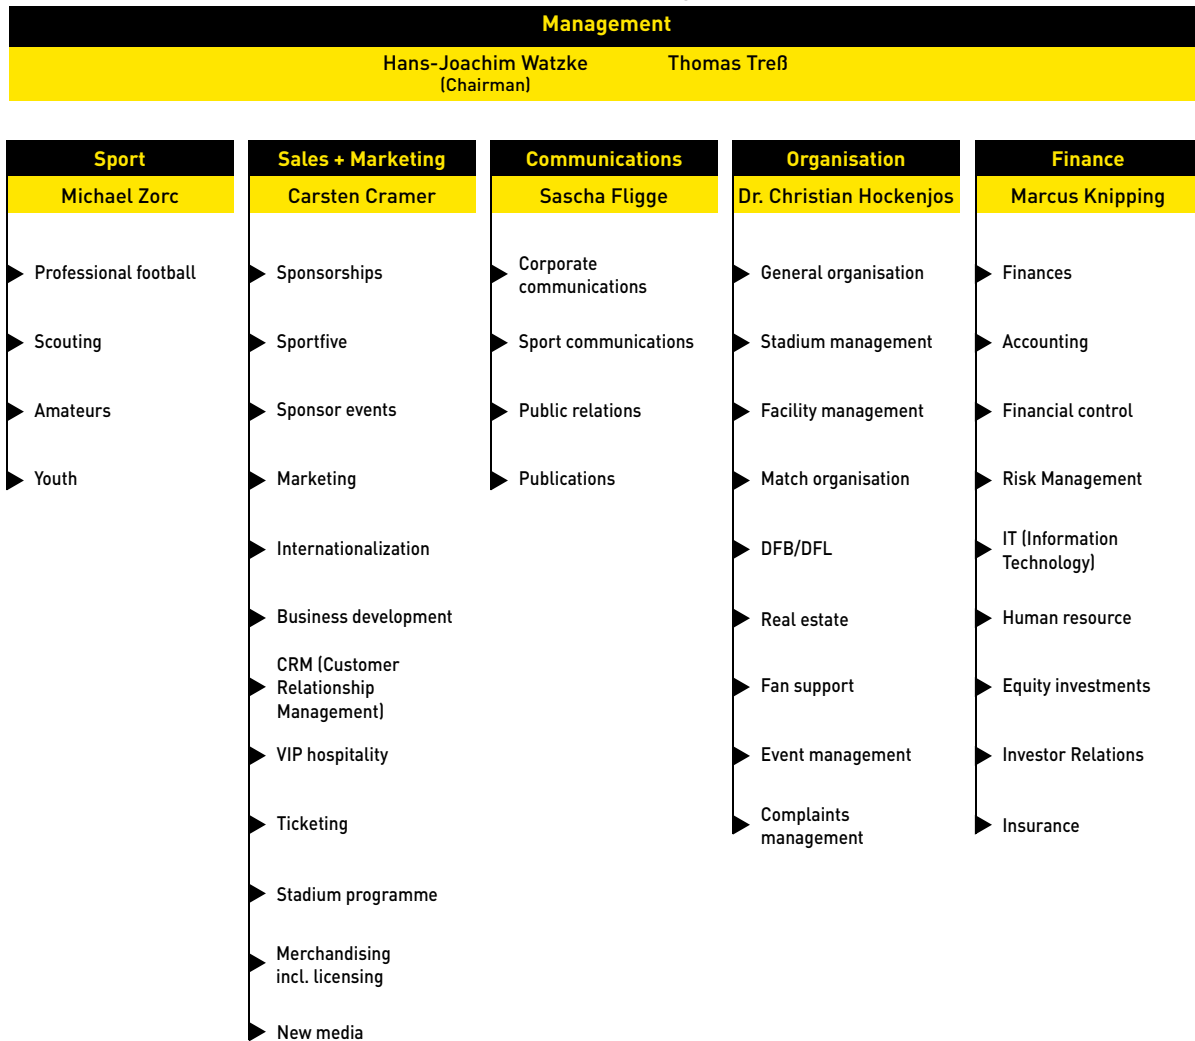 Management
Hans-Joachim Watzke
(Chairman)
Thomas Treß
Sport
Michael Zorc
Professional football
Scouting
Amateurs
Youth
Sales + Marketing
Carsten Cramer
Sponsorships
Sportfive
Sponsor events
Marketing
Internationalization
Business development
CRM (Customer
Relationship
Management)
VIP hospitality
Ticketing
Stadium programme
Merchandising
incl. licensing
New media
Communications
Sascha Fligge
Corporate
communications
Sport communications
Public relations
Publications
Organisation
Dr. Christian Hockenjos
General organisation
Stadium management
Facility management
Match organisation
DFB/DFL
Real estate
Fan support
Event management
Complaints
management
Finance
Marcus Knipping
Finances
Accounting
Financial control
Risk Management
IT (Information
Technology)
Human resource
Equity investments
Investor Relations
Insurance